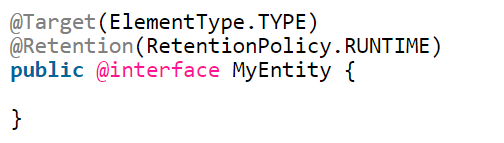 @Target(ElementType.TYPE)
@Retention(RetentionPolicy.RUNTIME)
public @interface MyEntity {
}